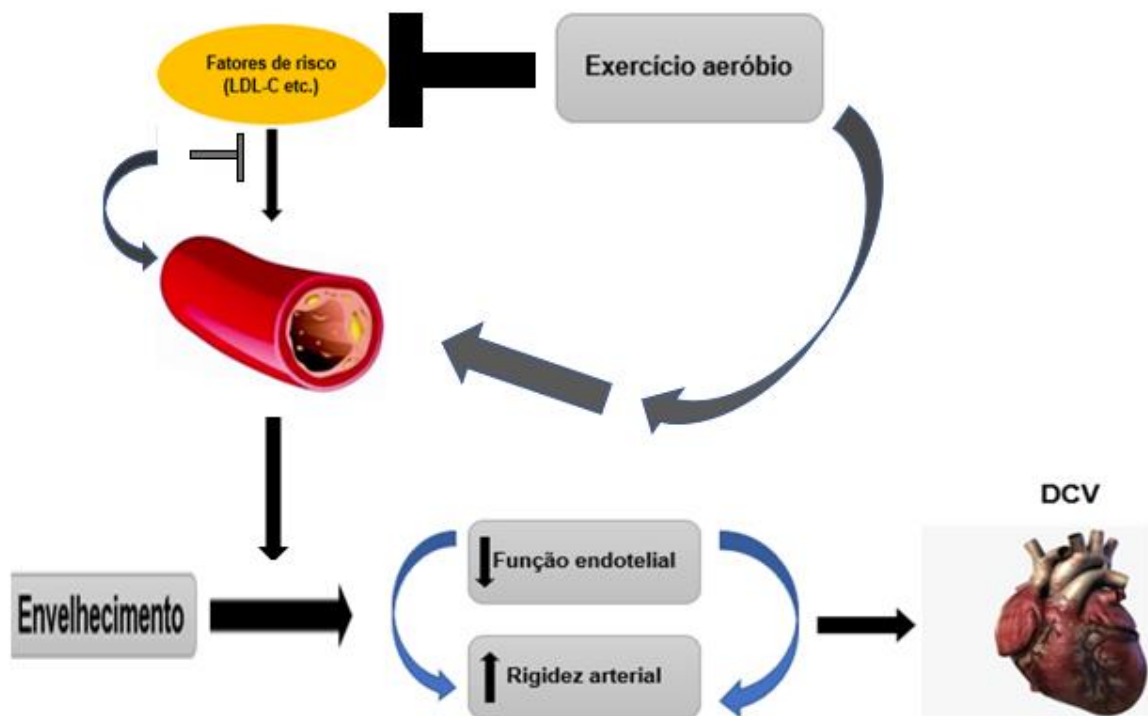 Fatores de risco
(LDL-C etc.)
Exercício aeróbio
DCV
Função endotelial
Envelhecimento
Rigidez arterial